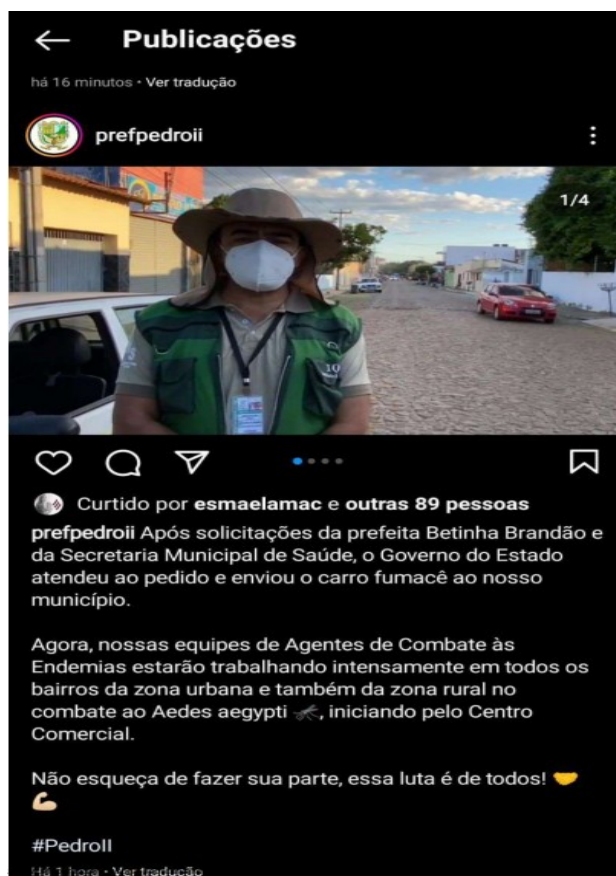 Publicações
há 16 minutos • Ver tradução
prefpedroii
1/4
Curtido por esmaelamac e outras 89 pessoas
prefpedroii Após solicitações da prefeita Betinha Brandão e
da Secretaria Municipal de Saúde, o Governo do Estado
atendeu ao pedido e enviou o carro fumacê ao nosso
município.
Agora, nossas equipes de Agentes de Combate às
Endemias estarão trabalhando intensamente em todos os
bairros da zona urbana e também da zona rural no
combate ao Aedes aegypti 🦟, iniciando pelo Centro
Comercial.
Não esqueça de fazer sua parte, essa luta é de todos! 🤝
💪🏻
#PedroII
Há 1 hora • Ver tradução